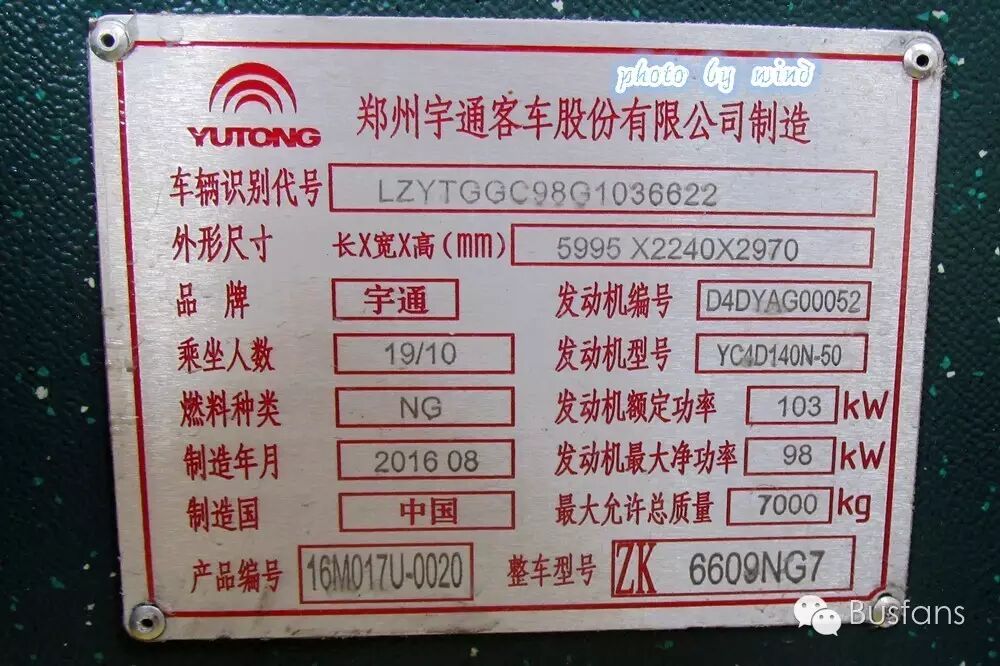 photo by wind
YUTONG
郑州宇通客车股份有限公司制造
车辆识别代号 LZYTGGC98G1036622
外形尺寸 长X宽X高(mm) 5995 X2240X2970
品牌 宇通 发动机编号 D4DYAG00052
乘坐人数 19/10 发动机型号 YC4D140N-50
燃料种类 NG 发动机额定功率 103 kW
制造年月 2016 08 发动机最大净功率 98 kW
制造国 中国 最大允许总质量 7000 kg
产品编号 16M017U-0020 整车型号 ZK 6609NG7
Busfans